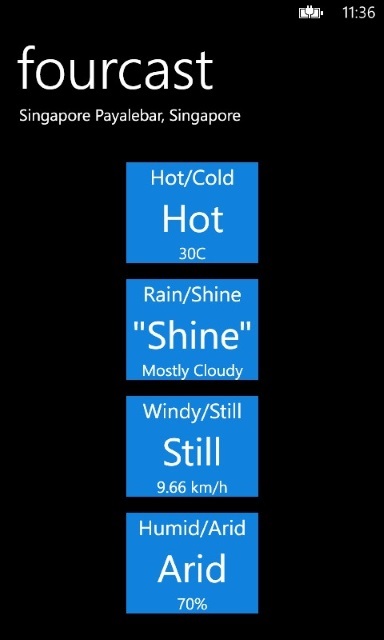 11:36
fourcast
Singapore Payalebar, Singapore
Hot/Cold
Hot
30C
Rain/Shine
"Shine"
Mostly Cloudy
Windy/Still
Still
9.66 km/h
Humid/Arid
Arid
70%